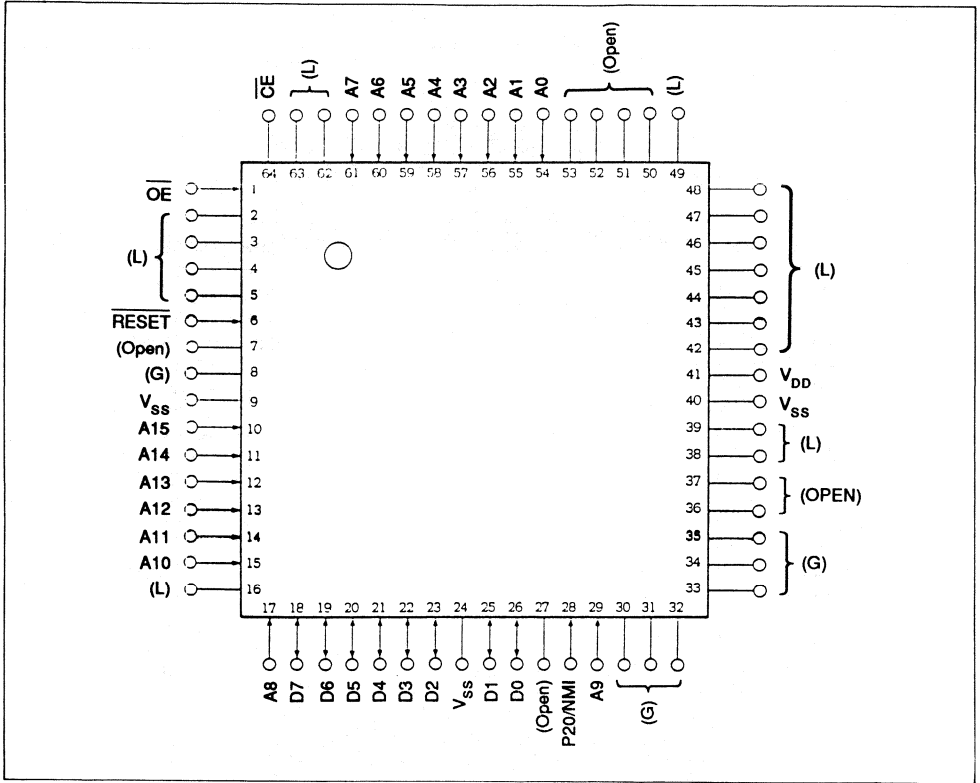 C̅E̅ (L) A7 A6 A5 A4 A3 A2 A1 A0 (Open) (L)
64 63 62 61 60 59 58 57 56 55 54 53 52 51 50 49
O̅E̅ 1
2
3
(L)
4
5
R̅E̅S̅E̅T̅ 6
(Open) 7
(G) 8
VSS 9
A15 10
A14 11
A13 12
A12 13
A11 14
A10 15
(L) 16
48
47
46
45 (L)
44
43
42
41 VDD
40 VSS
39
(L)
38
37
(OPEN)
36
35
34 (G)
33
17 18 19 20 21 22 23 24 25 26 27 28 29 30 31 32
A8 D7 D6 D5 D4 D3 D2 VSS D1 D0 (Open) P20/NMI A9 (G)